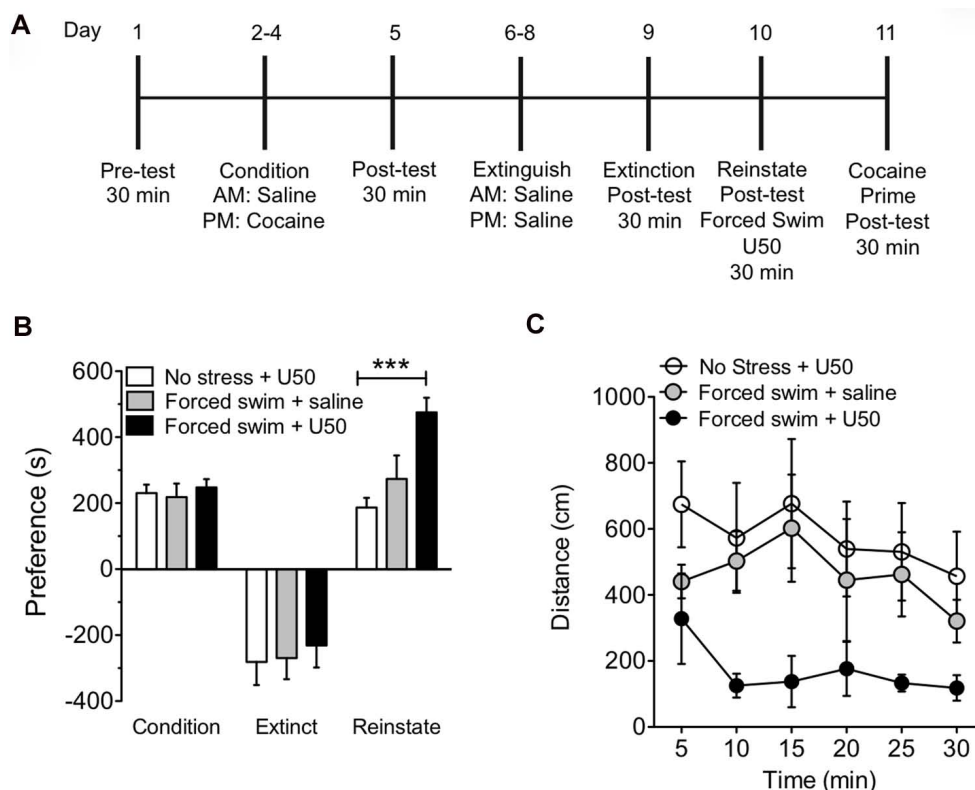 A
Day 1 2-4 5 6-8 9 10 11
Pre-test
30 min
Condition
AM: Saline
PM: Cocaine
Post-test
30 min
Extinguish
AM: Saline
PM: Saline
Extinction
Post-test
30 min
Reinstate
Post-test
Forced Swim
U50
30 min
Cocaine
Prime
Post-test
30 min
B
Preference (s)
600
400
200
0
-200
-400
No stress + U50
Forced swim + saline
Forced swim + U50
***
Condition Extinct Reinstate
C
No Stress + U50
Forced swim + saline
Forced swim + U50
Distance (cm)
1000
800
600
400
200
0
5 10 15 20 25 30
Time (min)